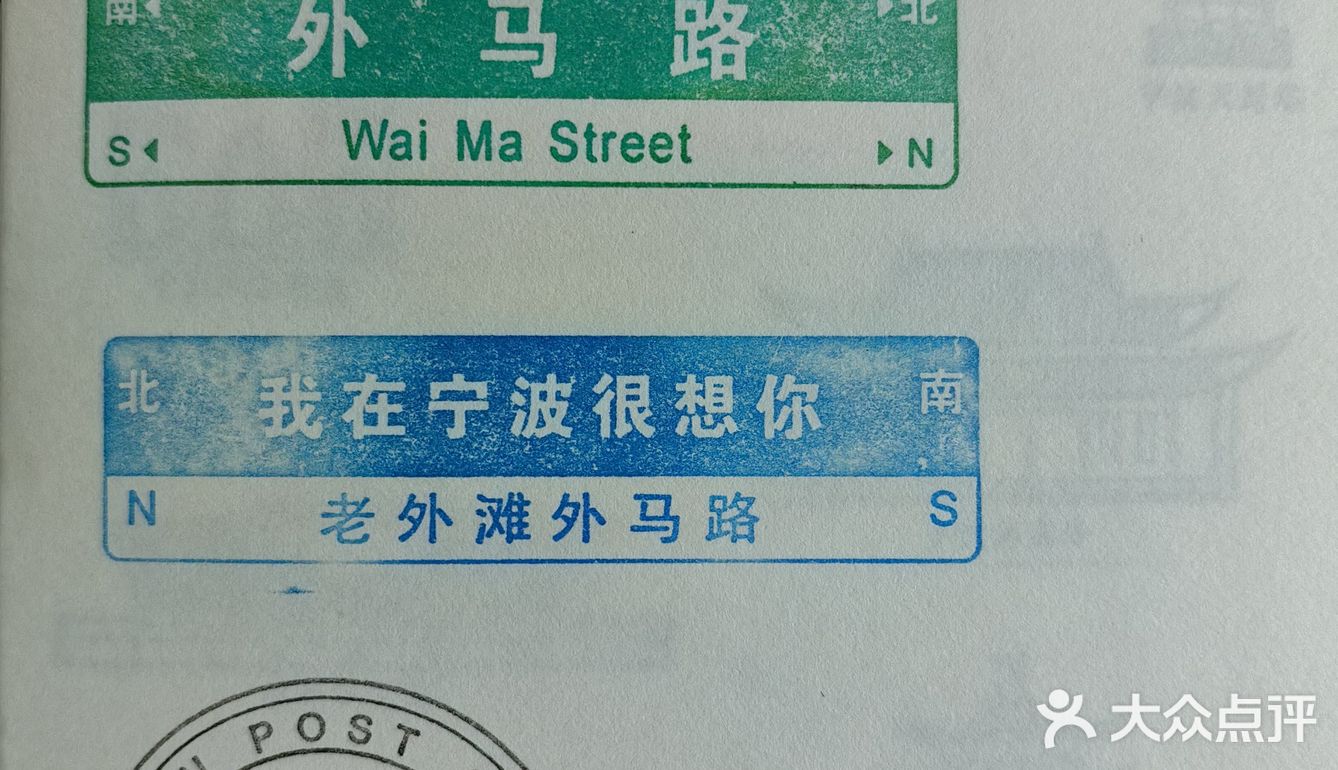 南 外马路 北
S Wai Ma Street N
北 我在宁波很想你 南
N 老外滩外马路 S
N POST
大众点评